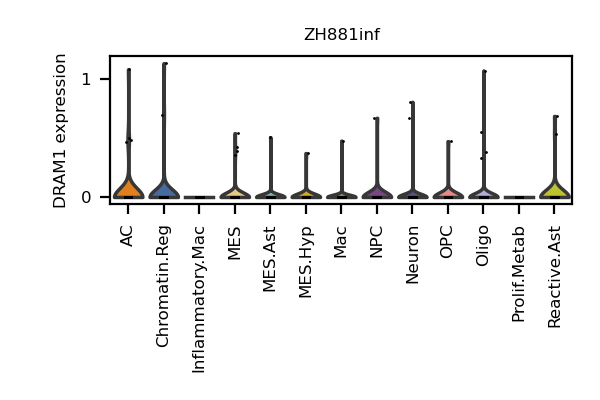 ZH881inf
DRAM1 expression
1
0
AC
Chromatin.Reg
Inflammatory.Mac
MES
MES.Ast
MES.Hyp
Mac
NPC
Neuron
OPC
Oligo
Prolif.Metab
Reactive.Ast